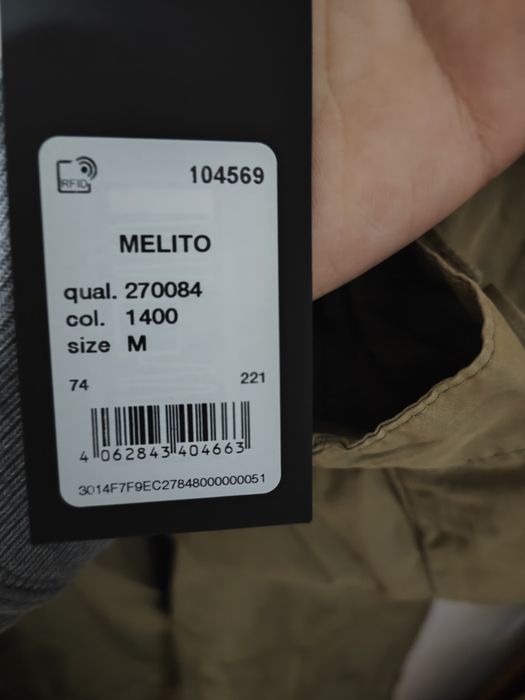 RFID
104569
MELITO
qual. 270084
col. 1400
size M
74 221
4 062843 404663
3014F7F9EC27848000000051